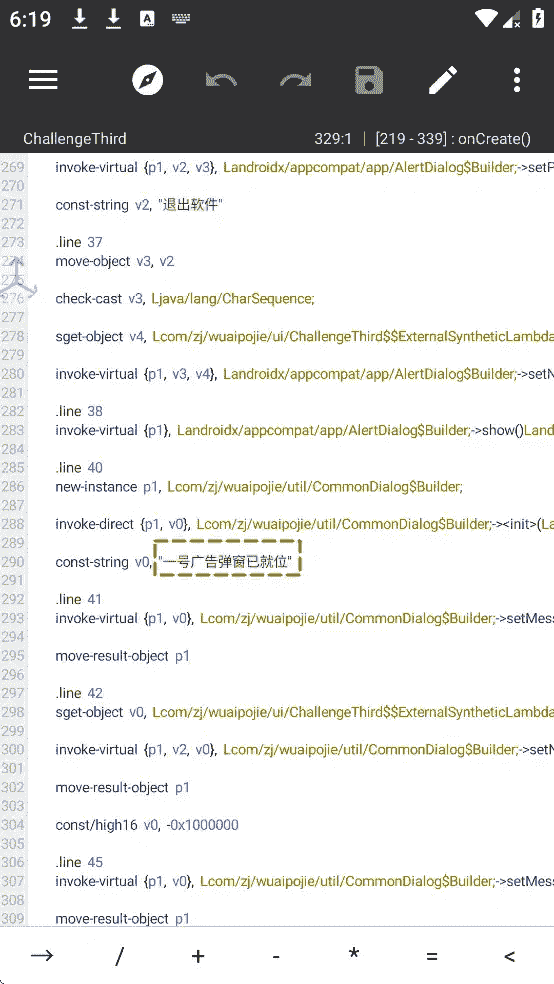 6:19
A
ChallengeThird 329:1 | [219 - 339] : onCreate()
269 invoke-virtual {p1, v2, v3}, Landroidx/appcompat/app/AlertDialog$Builder;->setP
270
271 const-string v2, "退出软件"
272
273 .line 37
274 move-object v3, v2
275
276 check-cast v3, Ljava/lang/CharSequence;
277
278 sget-object v4, Lcom/zj/wuaipojie/ui/ChallengeThird$$ExternalSyntheticLambda
279
280 invoke-virtual {p1, v3, v4}, Landroidx/appcompat/app/AlertDialog$Builder;->setN
281
282 .line 38
283 invoke-virtual {p1}, Landroidx/appcompat/app/AlertDialog$Builder;->show()Land
284
285 .line 40
286 new-instance p1, Lcom/zj/wuaipojie/util/CommonDialog$Builder;
287
288 invoke-direct {p1, v0}, Lcom/zj/wuaipojie/util/CommonDialog$Builder;-><init>(La
289
290 const-string v0, "一号广告弹窗已就位"
291
292 .line 41
293 invoke-virtual {p1, v0}, Lcom/zj/wuaipojie/util/CommonDialog$Builder;->setMess
294
295 move-result-object p1
296
297 .line 42
298 sget-object v0, Lcom/zj/wuaipojie/ui/ChallengeThird$$ExternalSyntheticLambda
299
300 invoke-virtual {p1, v2, v0}, Lcom/zj/wuaipojie/util/CommonDialog$Builder;->setN
301
302 move-result-object p1
303
304 const/high16 v0, -0x1000000
305
306 .line 45
307 invoke-virtual {p1, v0}, Lcom/zj/wuaipojie/util/CommonDialog$Builder;->setMess
308
309 move-result-object p1
→ / + - * = <